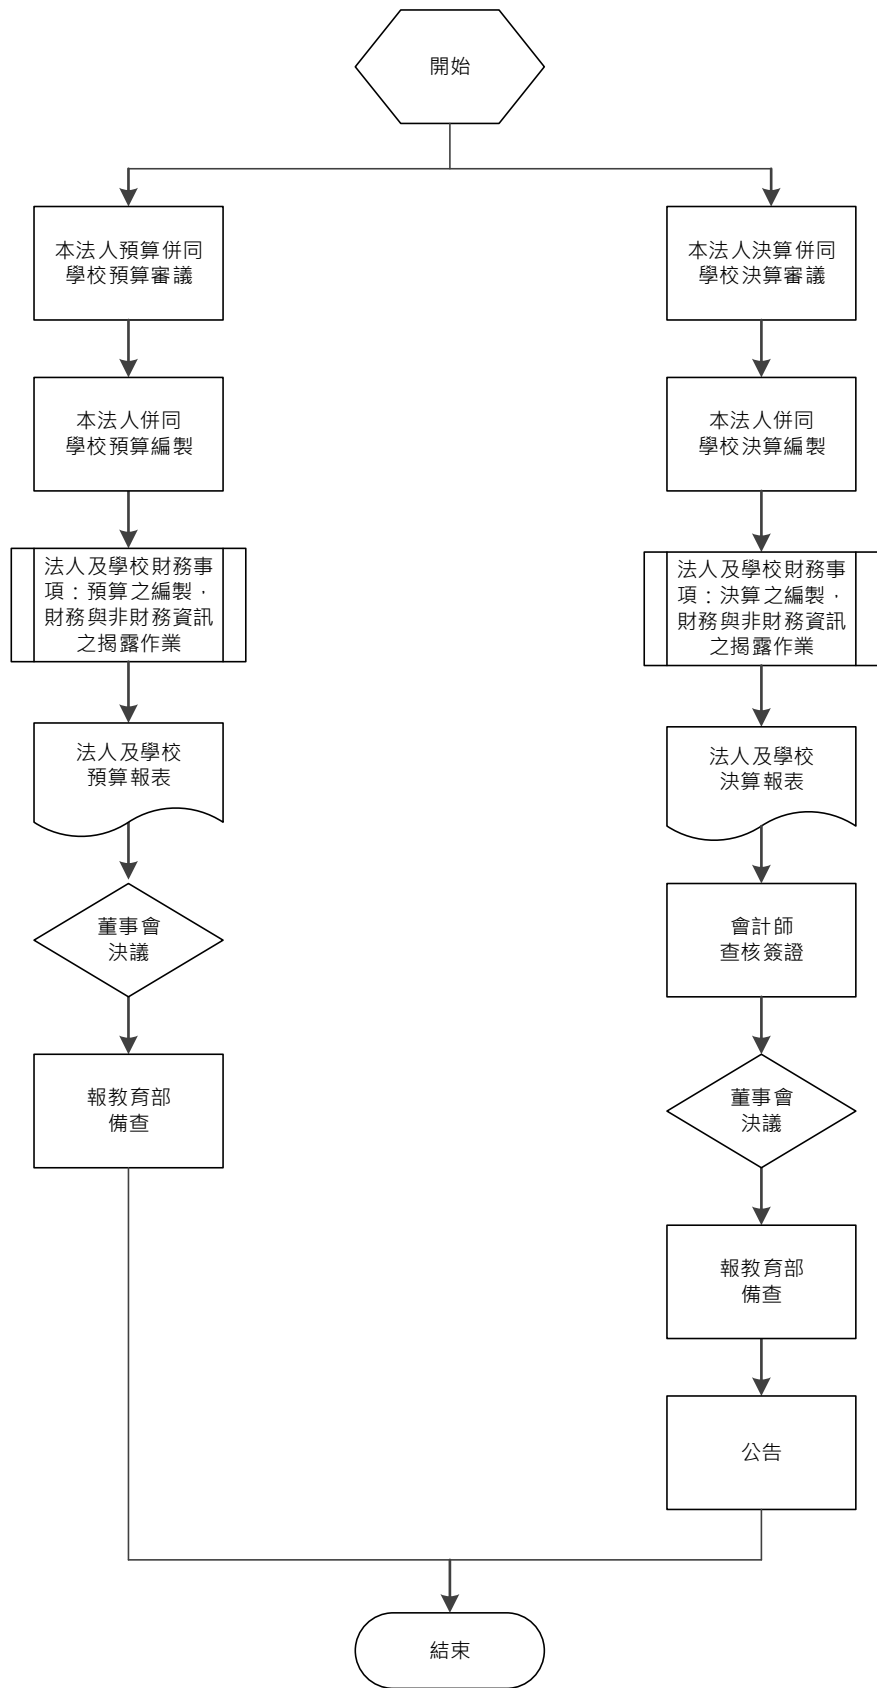 開始
本法人預算併同
學校預算審議
本法人併同
學校預算編製
法人及學校財務事
項：預算之編製，
財務與非財務資訊
之揭露作業
法人及學校
預算報表
董事會
決議
報教育部
備查
本法人決算併同
學校決算審議
本法人併同
學校決算編製
法人及學校財務事
項：決算之編製，
財務與非財務資訊
之揭露作業
法人及學校
決算報表
會計師
查核簽證
董事會
決議
報教育部
備查
公告
結束